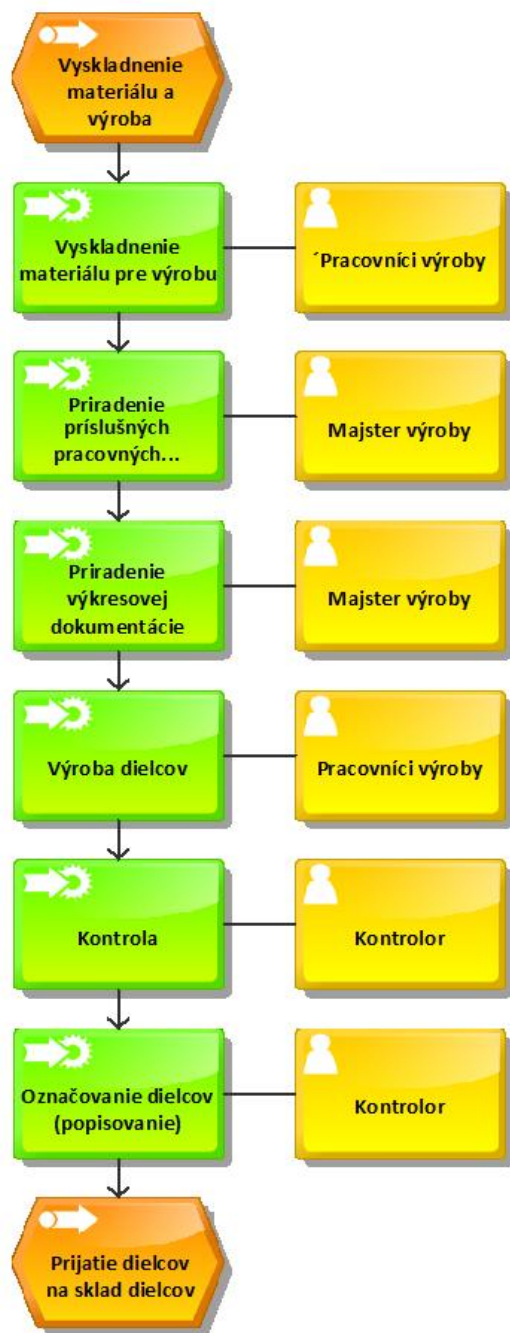 Vyskladnenie
materiálu a
výroba
Vyskladnenie
materiálu pre výrobu
´Pracovníci výroby
Priradenie
príslušných
pracovných...
Majster výroby
Priradenie
výkresovej
dokumentácie
Majster výroby
Výroba dielcov
Pracovníci výroby
Kontrola
Kontrolor
Označovanie dielcov
(popisovanie)
Kontrolor
Prijatie dielcov
na sklad dielcov